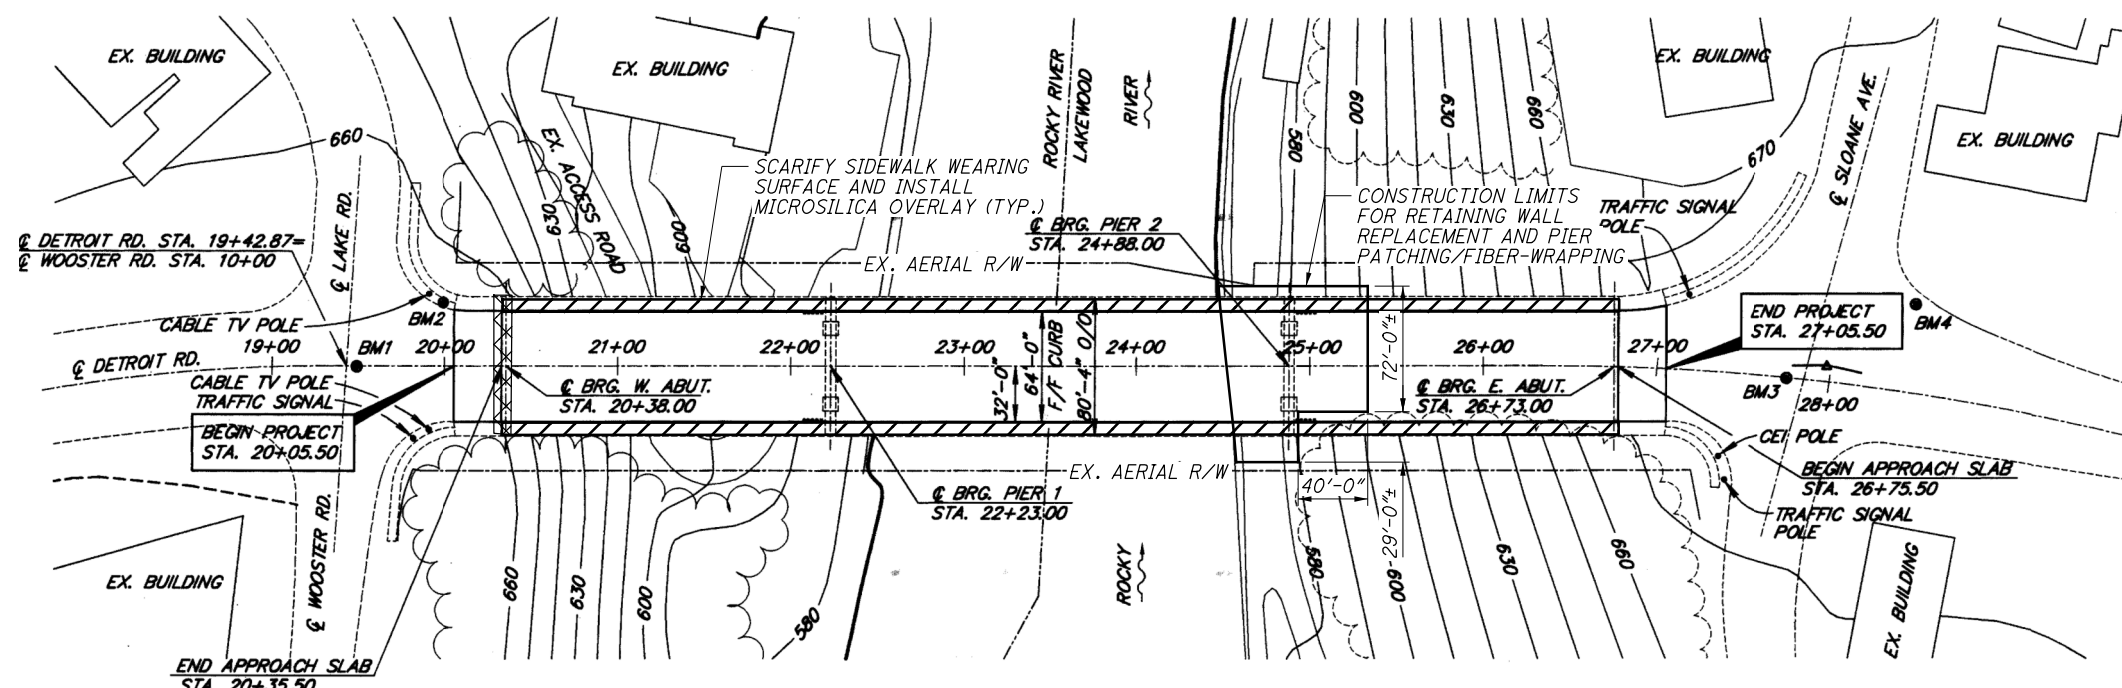 EX. BUILDING
EX. BUILDING
EX. BUILDING
EX. BUILDING
660
EX. ACCESS ROAD
630
600
ROCKY RIVER
LAKEWOOD
RIVER
580
600
630
660
670
℄ SLOANE AVE.
SCARIFY SIDEWALK WEARING
SURFACE AND INSTALL
MICROSILICA OVERLAY (TYP.)
CONSTRUCTION LIMITS
FOR RETAINING WALL
REPLACEMENT AND PIER
PATCHING/FIBER-WRAPPING
TRAFFIC SIGNAL
POLE
℄ BRG. PIER 2
STA. 24+88.00
℄ DETROIT RD. STA. 19+42.87=
℄ WOOSTER RD. STA. 10+00
℄ LAKE RD.
EX. AERIAL R/W
CABLE TV POLE
BM2
END PROJECT
STA. 27+05.50
BM4
19+00
BM1
20+00
21+00
22+00
23+00
24+00
25+00
26+00
27+00
28+00
BM3
℄ DETROIT RD.
32'-0"
64'-0"
F/F CURB
80'-4" O/O
72'-0"±
CABLE TV POLE
TRAFFIC SIGNAL
℄ BRG. W. ABUT.
STA. 20+38.00
℄ BRG. E. ABUT.
STA. 26+73.00
BEGIN PROJECT
STA. 20+05.50
CEI POLE
EX. AERIAL R/W
BEGIN APPROACH SLAB
STA. 26+75.50
℄ BRG. PIER 1
STA. 22+23.00
40'-0"
29'-0"±
TRAFFIC SIGNAL
POLE
℄ WOOSTER RD.
EX. BUILDING
660
630
600
580
ROCKY
580
600
630
660
EX. BUILDING
END APPROACH SLAB
STA. 20+35.50